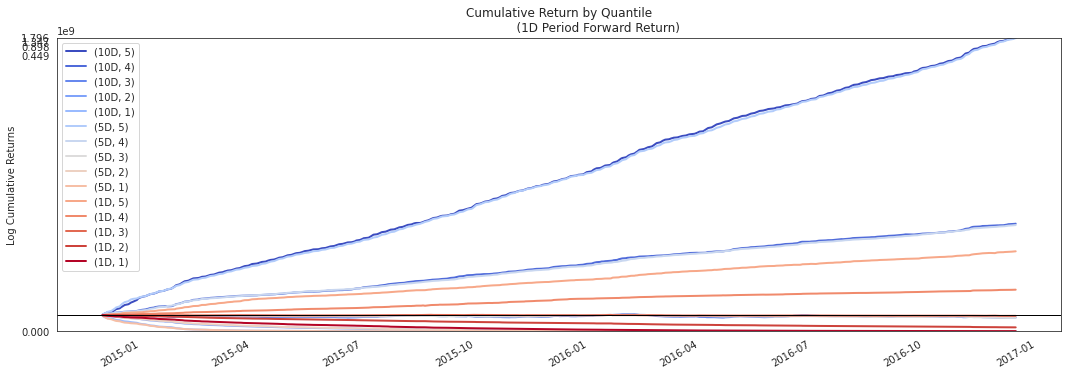 Cumulative Return by Quantile
(1D Period Forward Return)
1e9
1.796
0.898
0.449
0.000
Log Cumulative Returns
(10D, 5)
(10D, 4)
(10D, 3)
(10D, 2)
(10D, 1)
(5D, 5)
(5D, 4)
(5D, 3)
(5D, 2)
(5D, 1)
(1D, 5)
(1D, 4)
(1D, 3)
(1D, 2)
(1D, 1)
2015-01
2015-04
2015-07
2015-10
2016-01
2016-04
2016-07
2016-10
2017-01